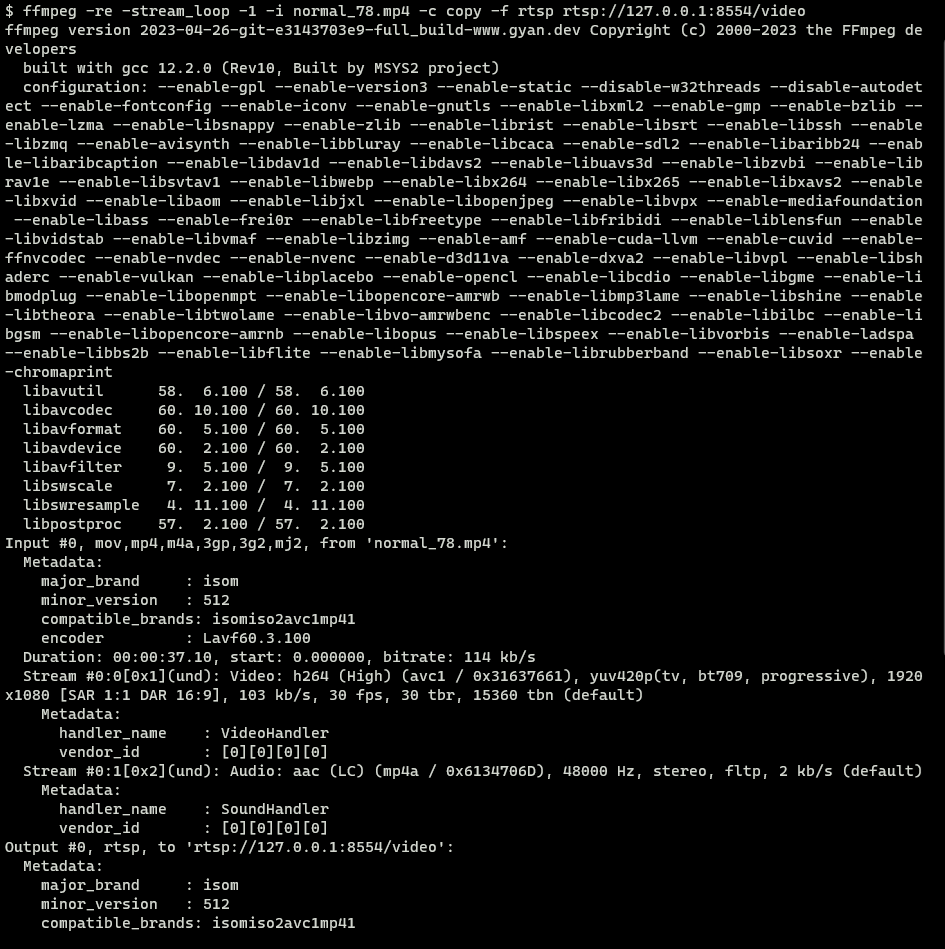 $ ffmpeg -re -stream_loop -1 -i normal_78.mp4 -c copy -f rtsp rtsp://127.0.0.1:8554/video
ffmpeg version 2023-04-26-git-e3143703e9-full_build-www.gyan.dev Copyright (c) 2000-2023 the FFmpeg de
velopers
  built with gcc 12.2.0 (Rev10, Built by MSYS2 project)
  configuration: --enable-gpl --enable-version3 --enable-static --disable-w32threads --disable-autodet
ect --enable-fontconfig --enable-iconv --enable-gnutls --enable-libxml2 --enable-gmp --enable-bzlib --
enable-lzma --enable-libsnappy --enable-zlib --enable-librist --enable-libsrt --enable-libssh --enable
-libzmq --enable-avisynth --enable-libbluray --enable-libcaca --enable-sdl2 --enable-libaribb24 --enab
le-libaribcaption --enable-libdav1d --enable-libdavs2 --enable-libuavs3d --enable-libzvbi --enable-lib
rav1e --enable-libsvtav1 --enable-libwebp --enable-libx264 --enable-libx265 --enable-libxavs2 --enable
-libxvid --enable-libaom --enable-libjxl --enable-libopenjpeg --enable-libvpx --enable-mediafoundation
 --enable-libass --enable-frei0r --enable-libfreetype --enable-libfribidi --enable-liblensfun --enable
-libvidstab --enable-libvmaf --enable-libzimg --enable-amf --enable-cuda-llvm --enable-cuvid --enable-
ffnvcodec --enable-nvdec --enable-nvenc --enable-d3d11va --enable-dxva2 --enable-libvpl --enable-libsh
aderc --enable-vulkan --enable-libplacebo --enable-opencl --enable-libcdio --enable-libgme --enable-li
bmodplug --enable-libopenmpt --enable-libopencore-amrwb --enable-libmp3lame --enable-libshine --enable
-libtheora --enable-libtwolame --enable-libvo-amrwbenc --enable-libcodec2 --enable-libilbc --enable-li
bgsm --enable-libopencore-amrnb --enable-libopus --enable-libspeex --enable-libvorbis --enable-ladspa
--enable-libbs2b --enable-libflite --enable-libmysofa --enable-librubberband --enable-libsoxr --enable
-chromaprint
  libavutil      58.  6.100 / 58.  6.100
  libavcodec     60. 10.100 / 60. 10.100
  libavformat    60.  5.100 / 60.  5.100
  libavdevice    60.  2.100 / 60.  2.100
  libavfilter     9.  5.100 /  9.  5.100
  libswscale      7.  2.100 /  7.  2.100
  libswresample   4. 11.100 /  4. 11.100
  libpostproc    57.  2.100 / 57.  2.100
Input #0, mov,mp4,m4a,3gp,3g2,mj2, from 'normal_78.mp4':
  Metadata:
    major_brand     : isom
    minor_version   : 512
    compatible_brands: isomiso2avc1mp41
    encoder         : Lavf60.3.100
  Duration: 00:00:37.10, start: 0.000000, bitrate: 114 kb/s
  Stream #0:0[0x1](und): Video: h264 (High) (avc1 / 0x31637661), yuv420p(tv, bt709, progressive), 1920
x1080 [SAR 1:1 DAR 16:9], 103 kb/s, 30 fps, 30 tbr, 15360 tbn (default)
    Metadata:
      handler_name    : VideoHandler
      vendor_id       : [0][0][0][0]
  Stream #0:1[0x2](und): Audio: aac (LC) (mp4a / 0x6134706D), 48000 Hz, stereo, fltp, 2 kb/s (default)
    Metadata:
      handler_name    : SoundHandler
      vendor_id       : [0][0][0][0]
Output #0, rtsp, to 'rtsp://127.0.0.1:8554/video':
  Metadata:
    major_brand     : isom
    minor_version   : 512
    compatible_brands: isomiso2avc1mp41